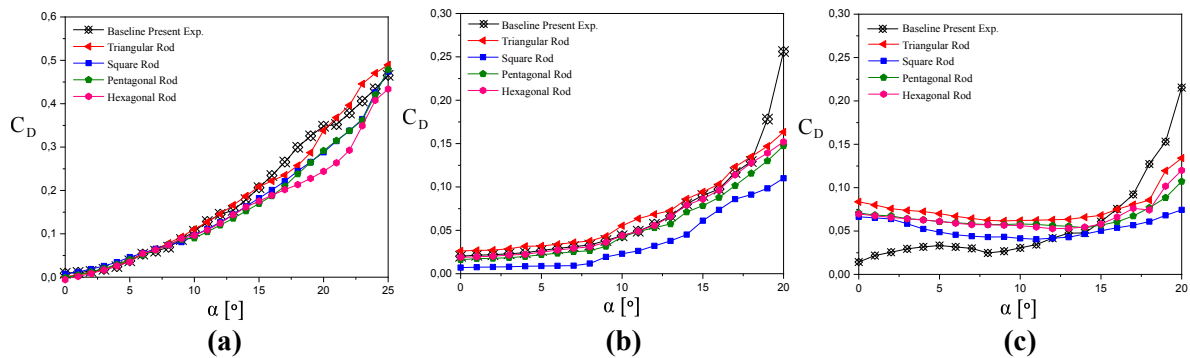 (a)
0,6
0,5
0,4
0,3
0,2
0,1
0,0
C_D
Baseline Present Exp.
Triangular Rod
Square Rod
Pentagonal Rod
Hexagonal Rod
0 5 10 15 20 25
α [º]
(a)
(b)
0,30
0,25
0,20
0,15
0,10
0,05
0,00
C_D
Baseline Present Exp.
Triangular Rod
Square Rod
Pentagonal Rod
Hexagonal Rod
0 5 10 15 20
α [º]
(b)
(c)
0,30
0,25
0,20
0,15
0,10
0,05
0,00
C_D
Baseline Present Exp.
Triangular Rod
Square Rod
Pentagonal Rod
Hexagonal Rod
0 5 10 15 20
α [º]
(c)